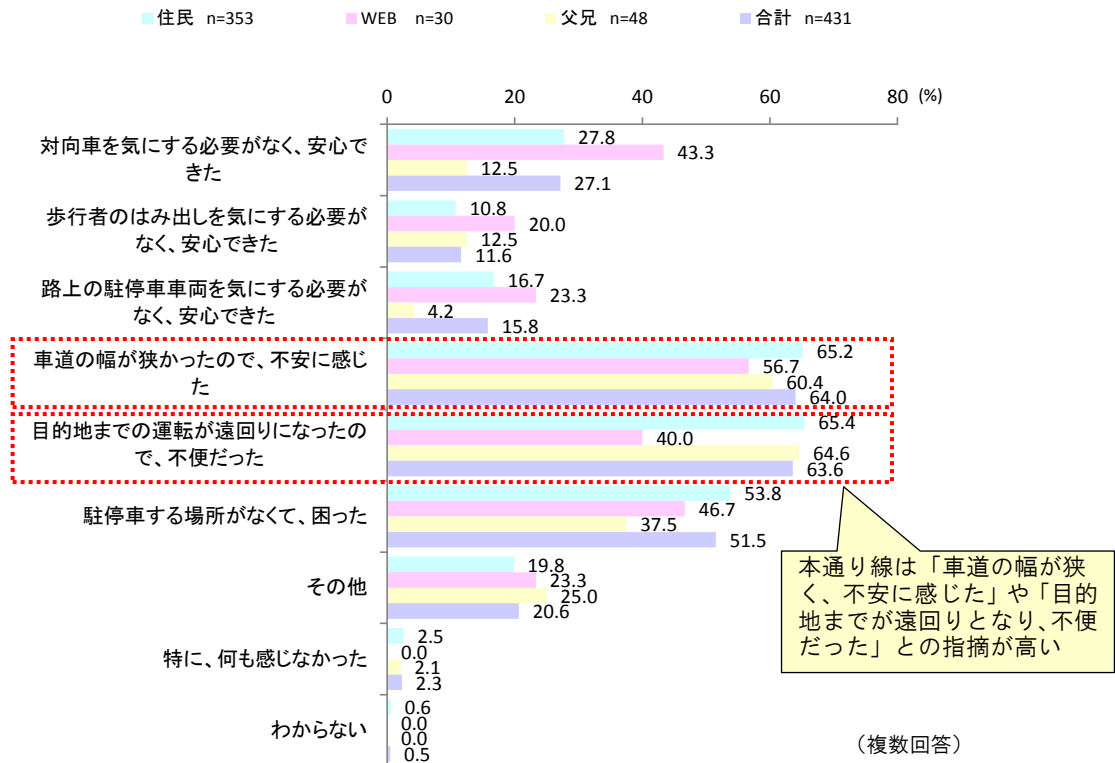 住民 n=353 WEB n=30 父兄 n=48 合計 n=431
0 20 40 60 80 (%)
対向車を気にする必要がなく、安心で
きた
27.8
43.3
12.5
27.1
歩行者のはみ出しを気にする必要が
なく、安心できた
10.8
20.0
12.5
11.6
路上の駐停車車両を気にする必要が
なく、安心できた
16.7
23.3
4.2
15.8
車道の幅が狭かったので、不安に感じ
た
65.2
56.7
60.4
64.0
目的地までの運転が遠回りになったの
で、不便だった
65.4
40.0
64.6
63.6
駐停車する場所がなくて、困った
53.8
46.7
37.5
51.5
その他
19.8
23.3
25.0
20.6
特に、何も感じなかった
2.5
0.0
2.1
2.3
わからない
0.6
0.0
0.0
0.5
本通り線は「車道の幅が狭
く、不安に感じた」や「目的
地までが遠回りとなり、不便
だった」との指摘が高い
（複数回答）